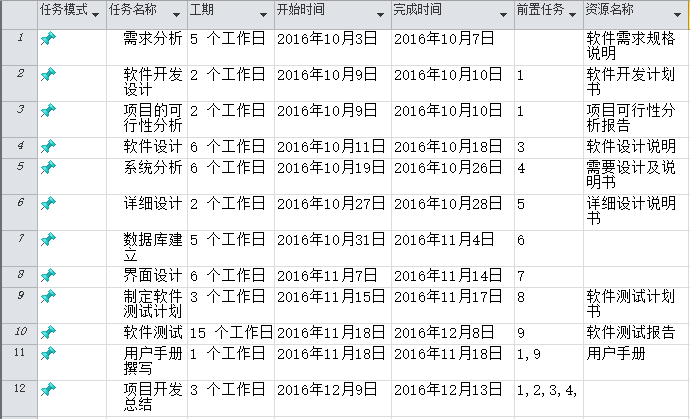 任务模式 任务名称 工期 开始时间 完成时间 前置任务 资源名称
1 需求分析 5 个工作日 2016年10月3日 2016年10月7日 软件需求规格
说明
2 软件开发 2 个工作日 2016年10月9日 2016年10月10日 1 软件开发计划
设计 书
3 项目的可 2 个工作日 2016年10月9日 2016年10月10日 1 项目可行性分
行性分析 析报告
4 软件设计 6 个工作日 2016年10月11日 2016年10月18日 3 软件设计说明
5 系统分析 6 个工作日 2016年10月19日 2016年10月26日 4 需要设计及说
明书
6 详细设计 2 个工作日 2016年10月27日 2016年10月28日 5 详细设计说明
书
7 数据库建 5 个工作日 2016年10月31日 2016年11月4日 6
立
8 界面设计 6 个工作日 2016年11月7日 2016年11月14日 7
9 制定软件 3 个工作日 2016年11月15日 2016年11月17日 8 软件测试计划
测试计划 书
10 软件测试 15 个工作日 2016年11月18日 2016年12月8日 9 软件测试报告
11 用户手册 1 个工作日 2016年11月18日 2016年11月18日 1,9 用户手册
撰写
12 项目开发 3 个工作日 2016年12月9日 2016年12月13日 1,2,3,4,
总结